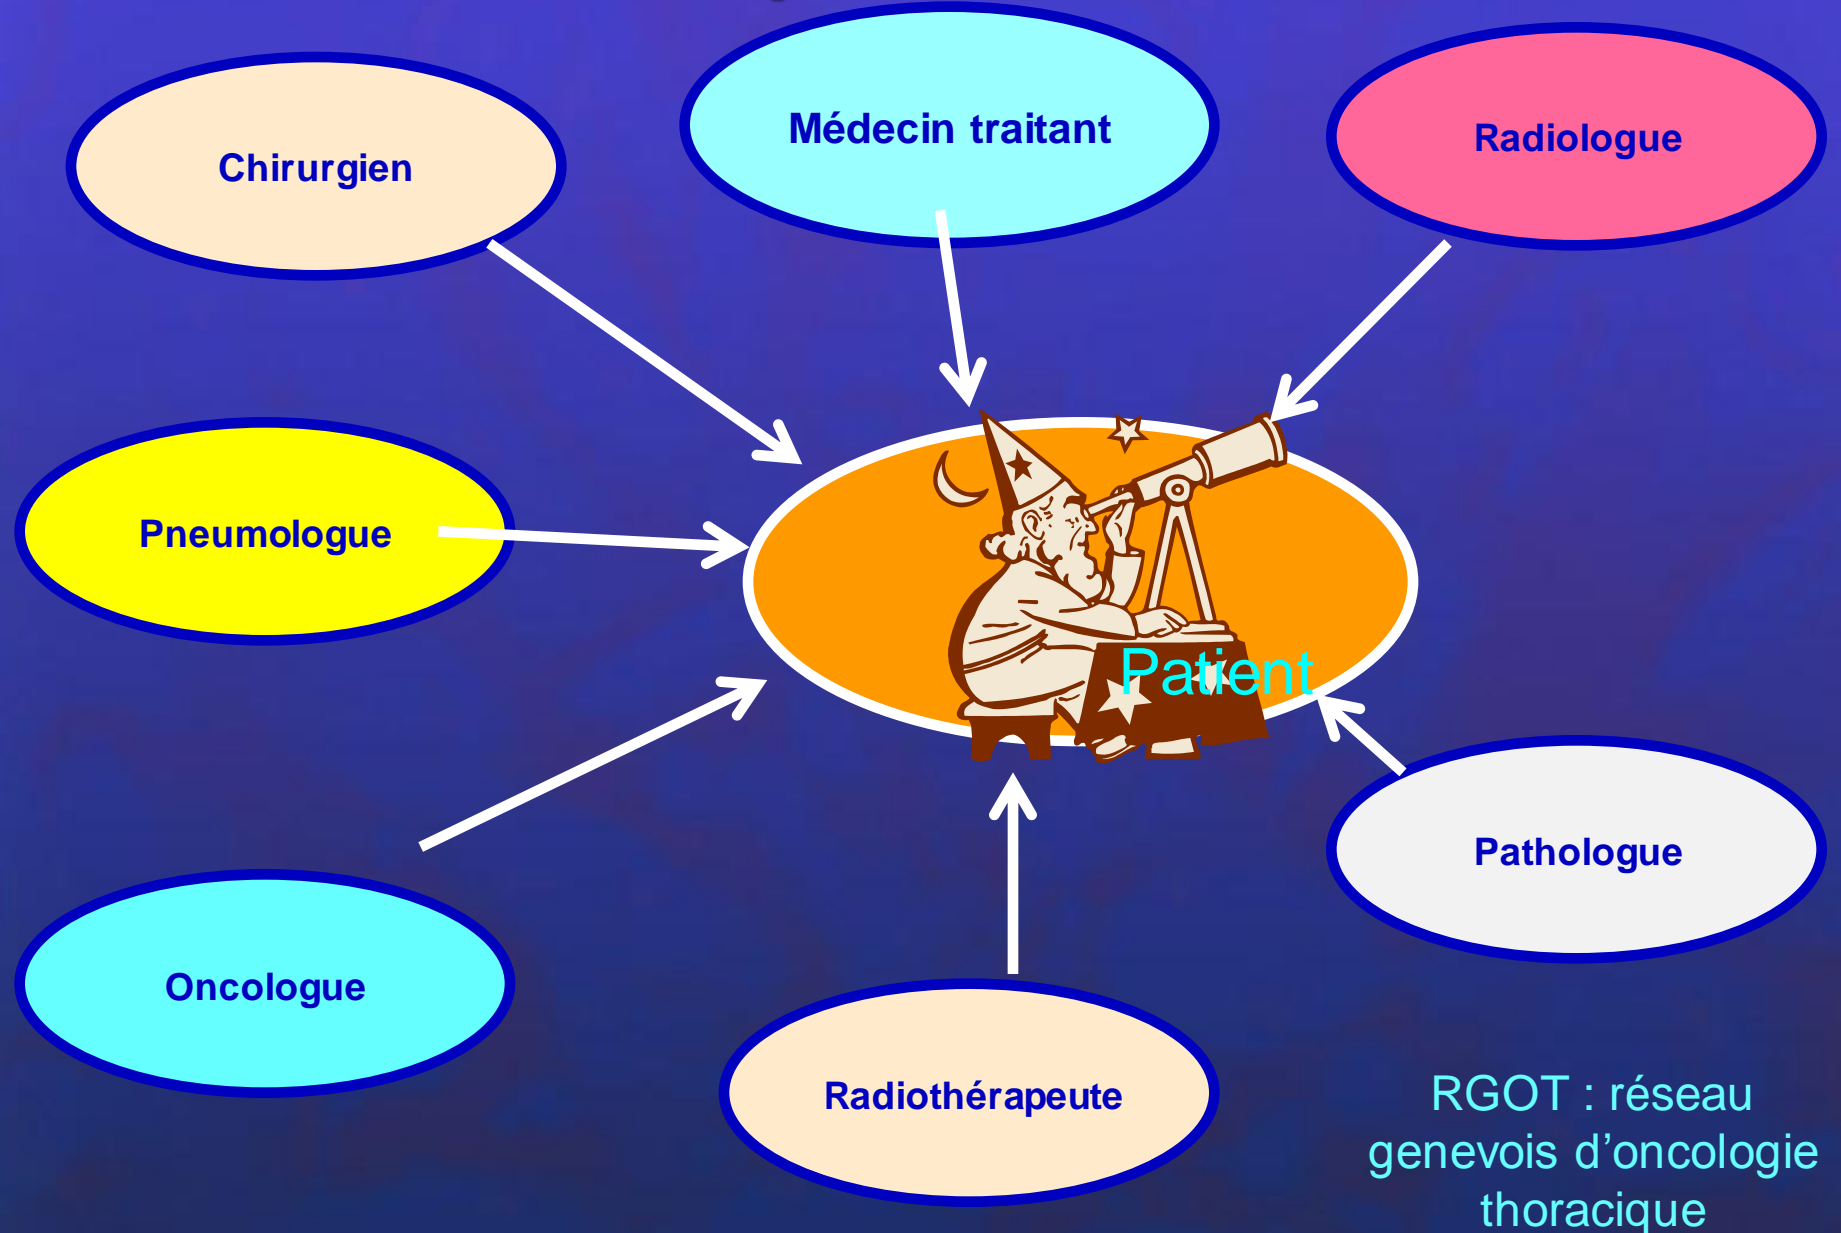 Médecin traitant
Radiologue
Chirurgien
Pneumologue
Patient
Pathologue
Oncologue
Radiothérapeute
RGOT : réseau
genevois d’oncologie
thoracique